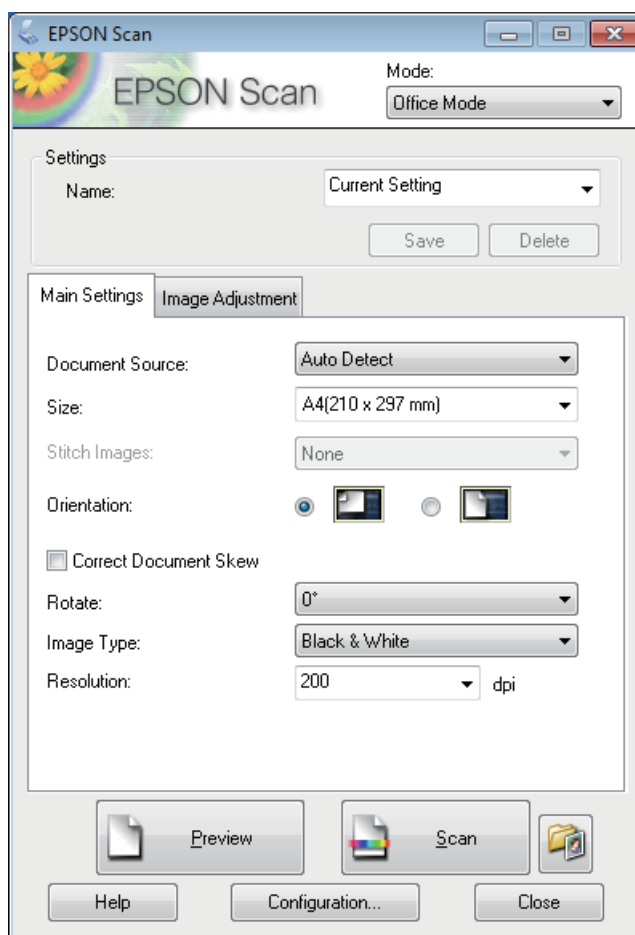 EPSON Scan
EPSON Scan
Mode:
Office Mode
Settings
Name:
Current Setting
Save
Delete
Main Settings
Image Adjustment
Document Source:
Auto Detect
Size:
A4(210 x 297 mm)
Stitch Images:
None
Orientation:
Correct Document Skew
Rotate:
0°
Image Type:
Black & White
Resolution:
200
dpi
Preview
Scan
Help
Configuration...
Close